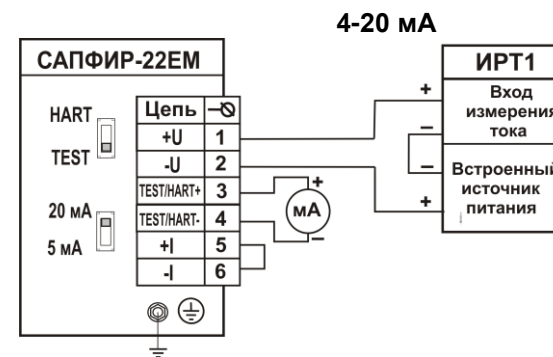 4-20 мА
САПФИР-22ЕМ
HART
TEST
20 мА
5 мА
Цепь
+U 1
-U 2
TEST/HART+ 3
TEST/HART- 4
+I 5
-I 6
+
мА
–
ИРТ1
+
Вход
измерения
тока
–
–
Встроенный
источник
питания
+